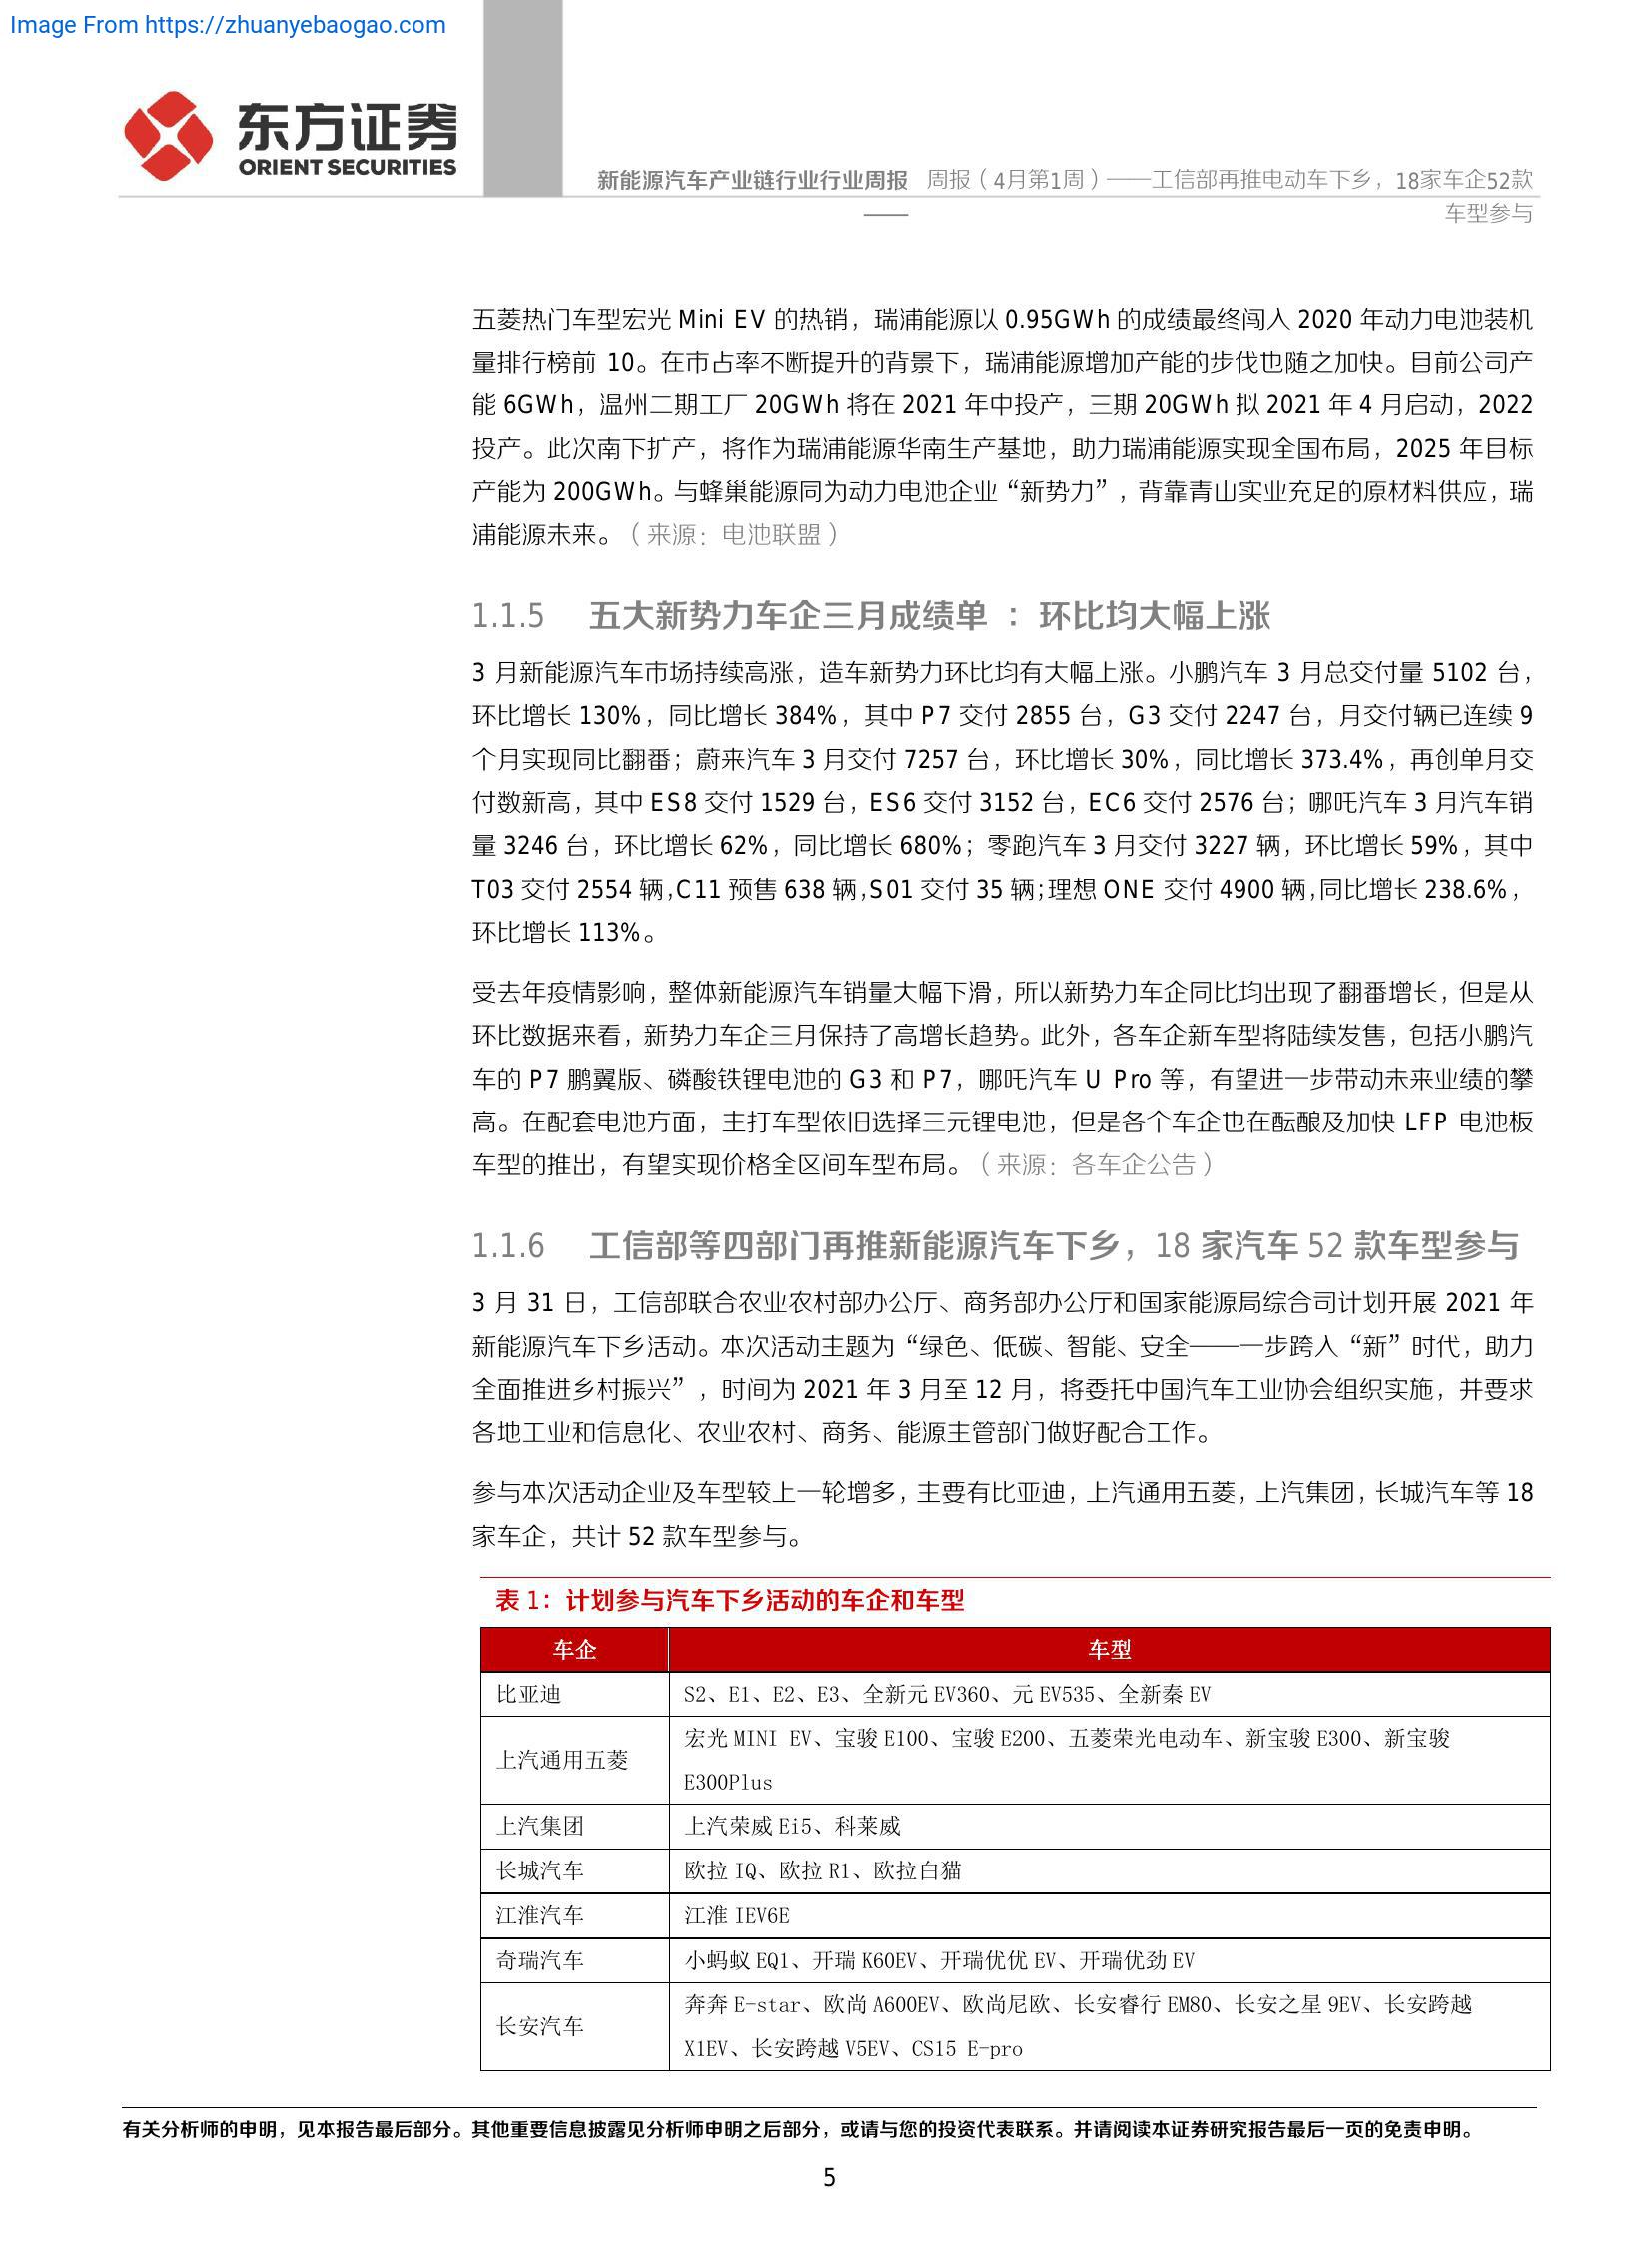 Image From https://zhuanyebaogao.com
东方证券
ORIENT SECURITIES
新能源汽车产业链行业行业周报 周报(4月第1周)——工信部再推电动车下乡，18家车企52款
——
车型参与
五菱热门车型宏光 Mini EV 的热销，瑞浦能源以 0.95GWh 的成绩最终闯入 2020 年动力电池装机
量排行榜前 10。在市占率不断提升的背景下，瑞浦能源增加产能的步伐也随之加快。目前公司产
能 6GWh，温州二期工厂 20GWh 将在 2021 年中投产，三期 20GWh 拟 2021 年 4 月启动，2022
投产。此次南下扩产，将作为瑞浦能源华南生产基地，助力瑞浦能源实现全国布局，2025 年目标
产能为 200GWh。与蜂巢能源同为动力电池企业“新势力”，背靠青山实业充足的原材料供应，瑞
浦能源未来。（来源：电池联盟）
1.1.5 五大新势力车企三月成绩单 ：环比均大幅上涨
3 月新能源汽车市场持续高涨，造车新势力环比均有大幅上涨。小鹏汽车 3 月总交付量 5102 台，
环比增长 130%，同比增长 384%，其中 P7 交付 2855 台，G3 交付 2247 台，月交付辆已连续 9
个月实现同比翻番；蔚来汽车 3 月交付 7257 台，环比增长 30%，同比增长 373.4%，再创单月交
付数新高，其中 ES8 交付 1529 台，ES6 交付 3152 台，EC6 交付 2576 台；哪吒汽车 3 月汽车销
量 3246 台，环比增长 62%，同比增长 680%；零跑汽车 3 月交付 3227 辆，环比增长 59%，其中
T03 交付 2554 辆,C11 预售 638 辆,S01 交付 35 辆;理想 ONE 交付 4900 辆,同比增长 238.6%，
环比增长 113%。
受去年疫情影响，整体新能源汽车销量大幅下滑，所以新势力车企同比均出现了翻番增长，但是从
环比数据来看，新势力车企三月保持了高增长趋势。此外，各车企新车型将陆续发售，包括小鹏汽
车的 P7 鹏翼版、磷酸铁锂电池的 G3 和 P7，哪吒汽车 U Pro 等，有望进一步带动未来业绩的攀
高。在配套电池方面，主打车型依旧选择三元锂电池，但是各个车企也在酝酿及加快 LFP 电池板
车型的推出，有望实现价格全区间车型布局。（来源：各车企公告）
1.1.6 工信部等四部门再推新能源汽车下乡，18 家汽车 52 款车型参与
3 月 31 日，工信部联合农业农村部办公厅、商务部办公厅和国家能源局综合司计划开展 2021 年
新能源汽车下乡活动。本次活动主题为“绿色、低碳、智能、安全——一步跨入“新”时代，助力
全面推进乡村振兴”，时间为 2021 年 3 月至 12 月，将委托中国汽车工业协会组织实施，并要求
各地工业和信息化、农业农村、商务、能源主管部门做好配合工作。
参与本次活动企业及车型较上一轮增多，主要有比亚迪，上汽通用五菱，上汽集团，长城汽车等 18
家车企，共计 52 款车型参与。
表 1：计划参与汽车下乡活动的车企和车型
车企 车型
比亚迪 S2、E1、E2、E3、全新元 EV360、元 EV535、全新秦 EV
上汽通用五菱 宏光 MINI EV、宝骏 E100、宝骏 E200、五菱荣光电动车、新宝骏 E300、新宝骏
E300Plus
上汽集团 上汽荣威 Ei5、科莱威
长城汽车 欧拉 IQ、欧拉 R1、欧拉白猫
江淮汽车 江淮 IEV6E
奇瑞汽车 小蚂蚁 EQ1、开瑞 K60EV、开瑞优优 EV、开瑞优劲 EV
长安汽车 奔奔 E-star、欧尚 A600EV、欧尚尼欧、长安睿行 EM80、长安之星 9EV、长安跨越
X1EV、长安跨越 V5EV、CS15 E-pro
有关分析师的申明，见本报告最后部分。其他重要信息披露见分析师申明之后部分，或请与您的投资代表联系。并请阅读本证券研究报告最后一页的免责申明。
5